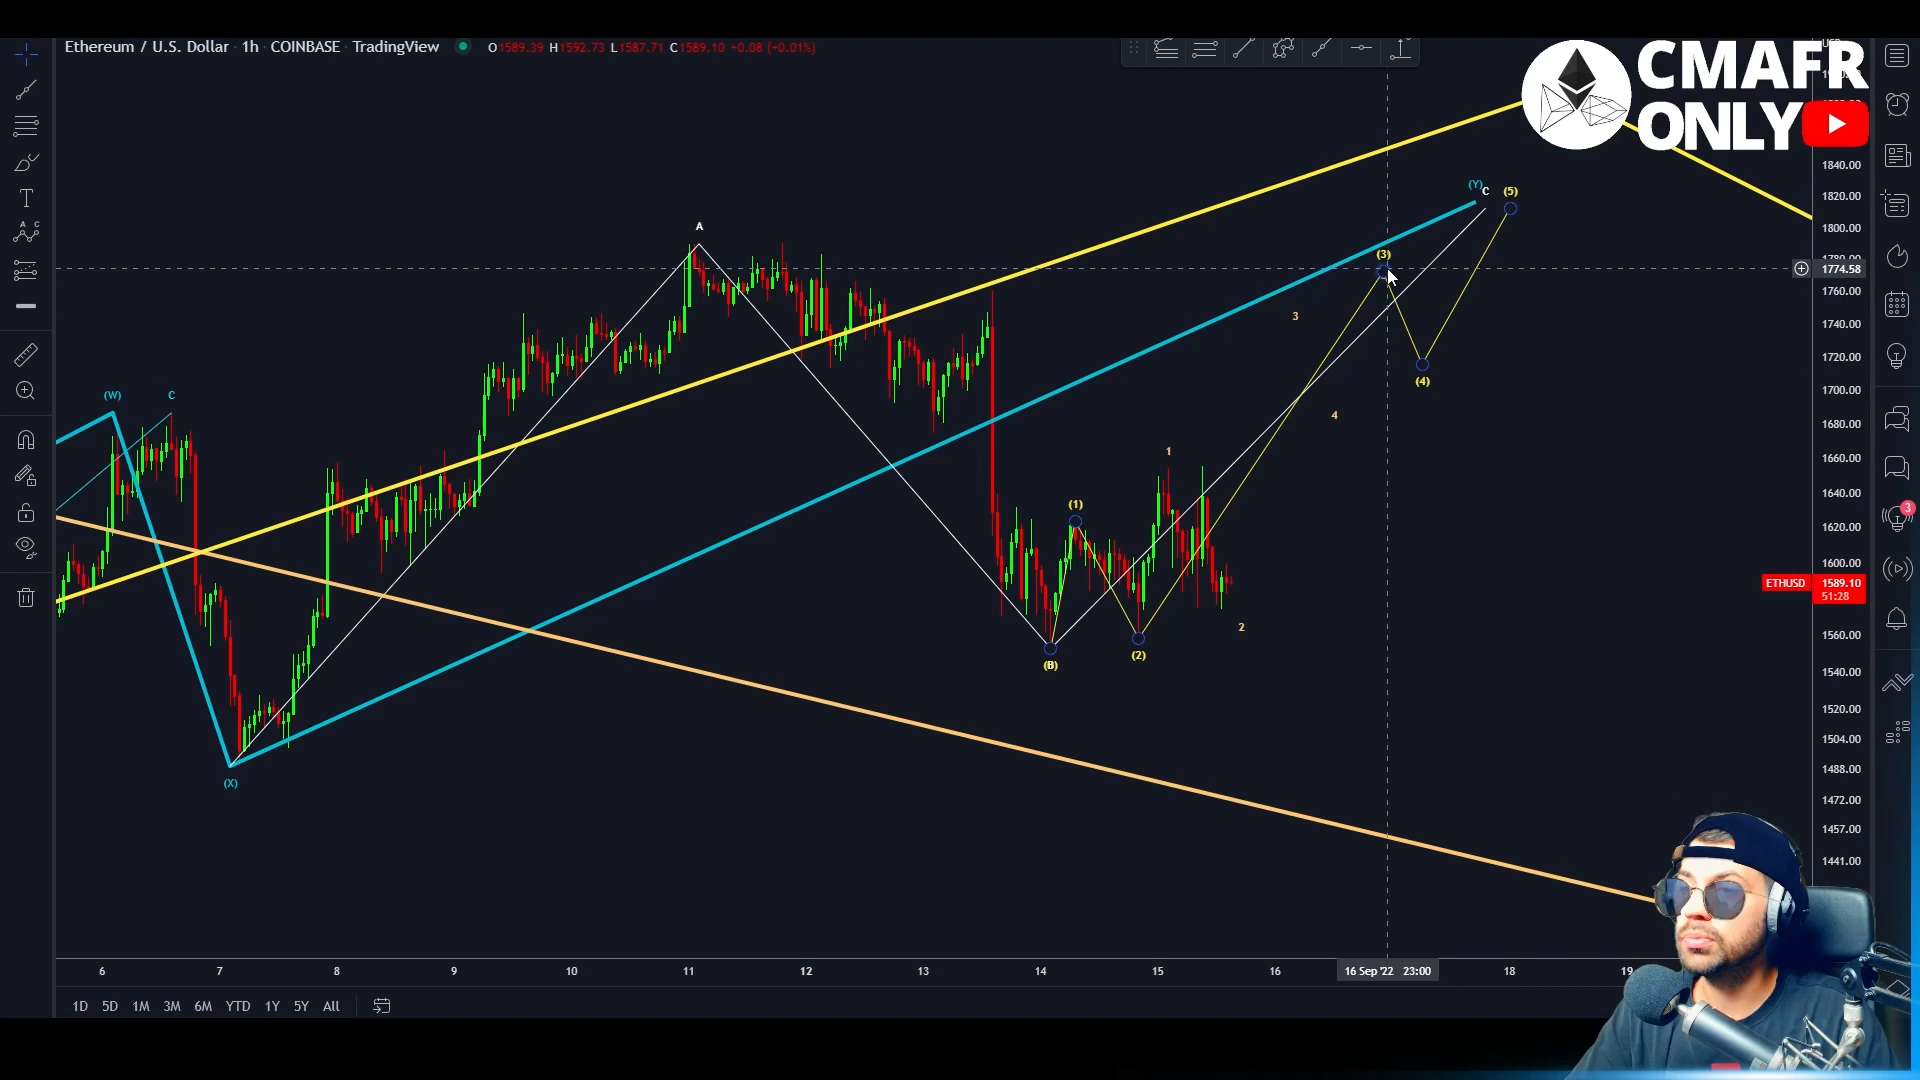 Ethereum / U.S. Dollar · 1h · COINBASE · TradingView
O1589.39 H1592.73 L1587.71 C1589.10 +0.08 (+0.01%)
CMAFR
ONLY
1840.00
1820.00
1800.00
1774.58
1760.00
1740.00
1720.00
1700.00
1680.00
1660.00
1640.00
1620.00
1600.00
ETHUSD 1589.10
51:28
1560.00
1540.00
1520.00
1504.00
1488.00
1472.00
1457.00
1441.00
3
(Y) C (5)
A
(3)
3
(4)
(W) C
4
1
(1)
2
(2)
(X)
6 7 8 9 10 11 12 13 14 15 16 16 Sep '22 23:00 18 19
1D 5D 1M 3M 6M YTD 1Y 5Y All